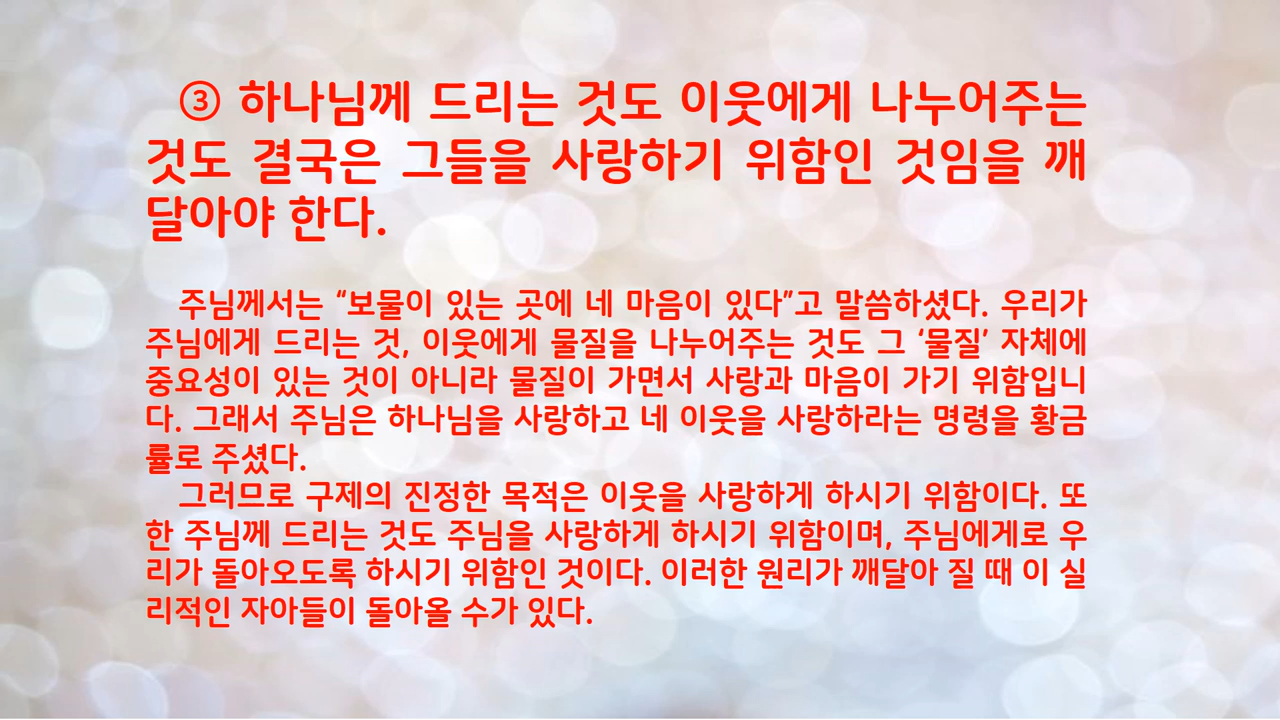 ③ 하나님께 드리는 것도 이웃에게 나누어주는
것도 결국은 그들을 사랑하기 위함인 것임을 깨
달아야 한다.
주님께서는 “보물이 있는 곳에 네 마음이 있다”고 말씀하셨다. 우리가
주님에게 드리는 것, 이웃에게 물질을 나누어주는 것도 그 ‘물질’ 자체에
중요성이 있는 것이 아니라 물질이 가면서 사랑과 마음이 가기 위함입니
다. 그래서 주님은 하나님을 사랑하고 네 이웃을 사랑하라는 명령을 황금
률로 주셨다.
그러므로 구제의 진정한 목적은 이웃을 사랑하게 하시기 위함이다. 또
한 주님께 드리는 것도 주님을 사랑하게 하시기 위함이며, 주님에게로 우
리가 돌아오도록 하시기 위함인 것이다. 이러한 원리가 깨달아 질 때 이 실
리적인 자아들이 돌아올 수가 있다.